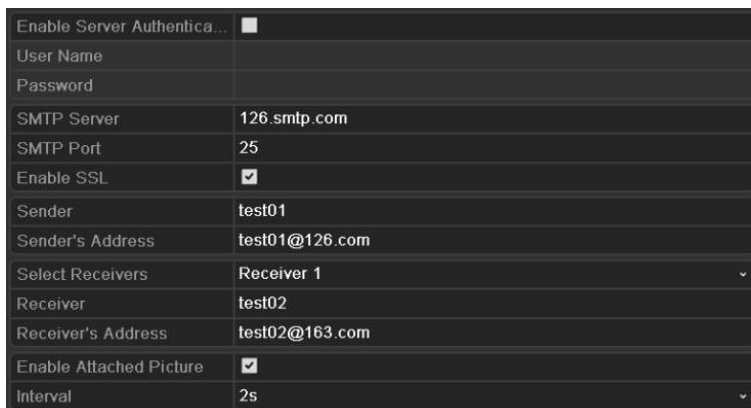 Enable Server Authentica...
User Name
Password
SMTP Server 126.smtp.com
SMTP Port 25
Enable SSL
Sender test01
Sender's Address test01@126.com
Select Receivers Receiver 1
Receiver test02
Receiver's Address test02@163.com
Enable Attached Picture
Interval 2s